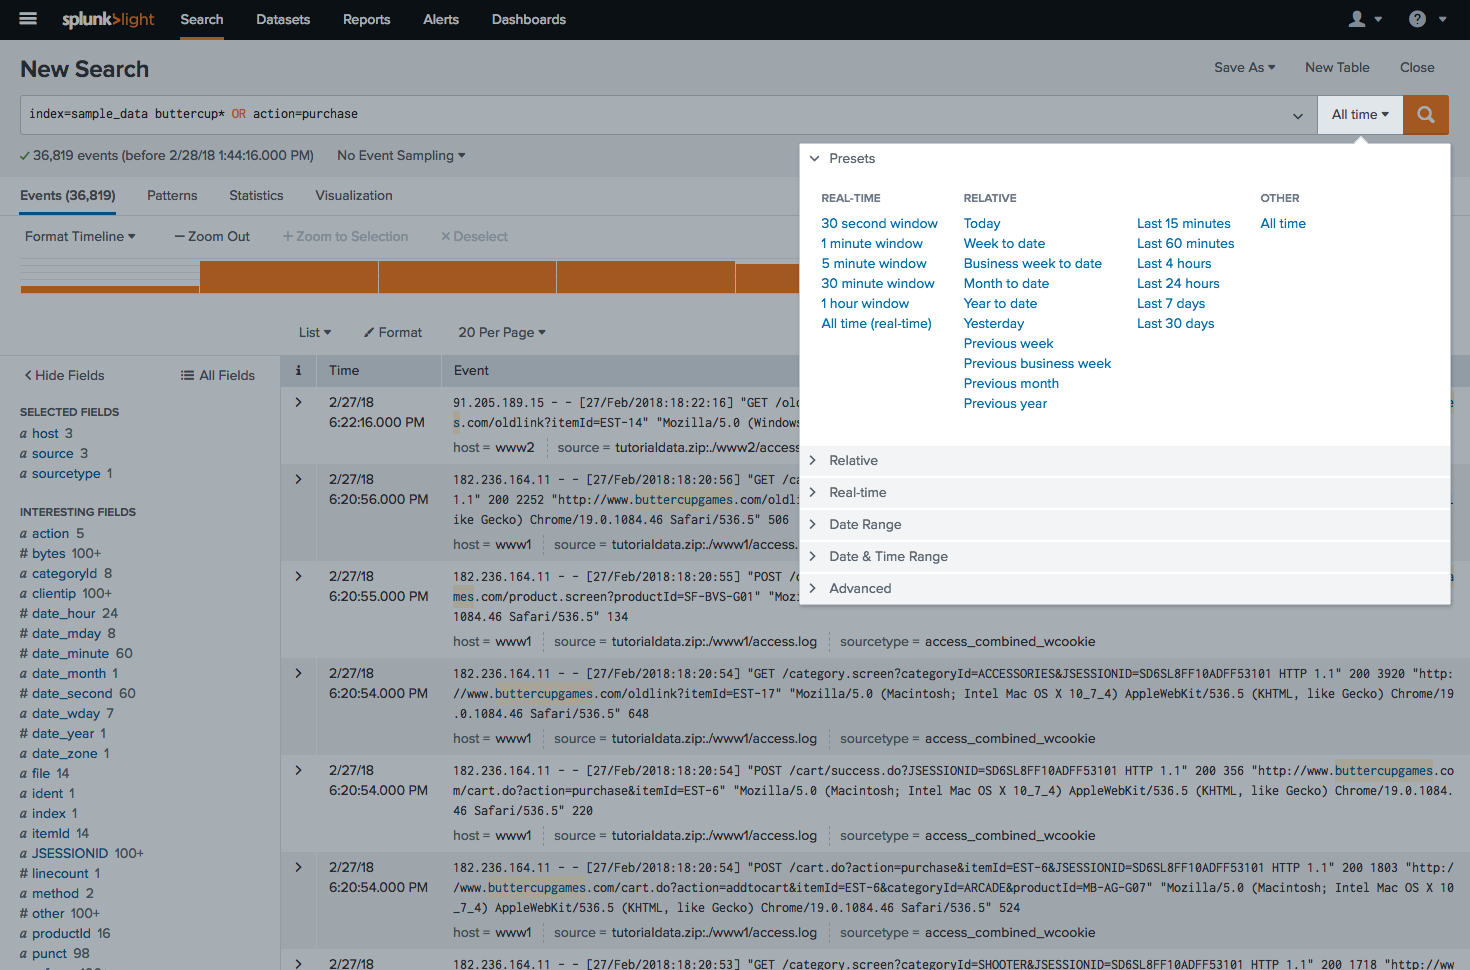 splunk>light Search Datasets Reports Alerts Dashboards
New Search
Save As New Table Close
index=sample_data buttercup* OR action=purchase
All time
36,819 events (before 2/28/18 1:44:16.000 PM) No Event Sampling
Events (36,819) Patterns Statistics Visualization
Format Timeline — Zoom Out + Zoom to Selection × Deselect
Presets
REAL-TIME
30 second window
1 minute window
5 minute window
30 minute window
1 hour window
All time (real-time)
RELATIVE
Today
Week to date
Business week to date
Month to date
Year to date
Yesterday
Previous week
Previous business week
Previous month
Previous year
Last 15 minutes
Last 60 minutes
Last 4 hours
Last 24 hours
Last 7 days
Last 30 days
OTHER
All time
Relative
Real-time
Date Range
Date & Time Range
Advanced
List Format 20 Per Page
Hide Fields All Fields
SELECTED FIELDS
a host 3
a source 3
a sourcetype 1
INTERESTING FIELDS
a action 5
# bytes 100+
a categoryId 8
a clientip 100+
# date_hour 24
# date_mday 8
# date_minute 60
a date_month 1
# date_second 60
a date_wday 7
# date_year 1
a date_zone 1
a file 14
a ident 1
a index 1
a itemId 14
a JSESSIONID 100+
# linecount 1
a method 2
# other 100+
a productId 16
a punct 98
i Time Event
2/27/18
6:22:16.000 PM
91.205.189.15 - - [27/Feb/2018:18:22:16] "GET /old
s.com/oldlink?itemId=EST-14" "Mozilla/5.0 (Windows
host = www2 source = tutorialdata.zip:./www2/access
2/27/18
6:20:56.000 PM
182.236.164.11 - - [27/Feb/2018:18:20:56] "GET /ca
1.1" 200 2252 "http://www.buttercupgames.com/oldli
ike Gecko) Chrome/19.0.1084.46 Safari/536.5" 506
host = www1 source = tutorialdata.zip:./www1/access.
2/27/18
6:20:55.000 PM
182.236.164.11 - - [27/Feb/2018:18:20:55] "POST /c
ames.com/product.screen?productId=SF-BVS-G01" "Mozi
1084.46 Safari/536.5" 134
host = www1 source = tutorialdata.zip:./www1/access.log sourcetype = access_combined_wcookie
2/27/18
6:20:54.000 PM
182.236.164.11 - - [27/Feb/2018:18:20:54] "GET /category.screen?categoryId=ACCESSORIES&JSESSIONID=SD6SL8FF10ADFF53101 HTTP 1.1" 200 3920 "http:
//www.buttercupgames.com/oldlink?itemId=EST-17" "Mozilla/5.0 (Macintosh; Intel Mac OS X 10_7_4) AppleWebKit/536.5 (KHTML, like Gecko) Chrome/19
.0.1084.46 Safari/536.5" 648
host = www1 source = tutorialdata.zip:./www1/access.log sourcetype = access_combined_wcookie
2/27/18
6:20:54.000 PM
182.236.164.11 - - [27/Feb/2018:18:20:54] "POST /cart/success.do?JSESSIONID=SD6SL8FF10ADFF53101 HTTP 1.1" 200 356 "http://www.buttercupgames.co
m/cart.do?action=purchase&itemId=EST-6" "Mozilla/5.0 (Macintosh; Intel Mac OS X 10_7_4) AppleWebKit/536.5 (KHTML, like Gecko) Chrome/19.0.1084.
46 Safari/536.5" 220
host = www1 source = tutorialdata.zip:./www1/access.log sourcetype = access_combined_wcookie
2/27/18
6:20:54.000 PM
182.236.164.11 - - [27/Feb/2018:18:20:54] "POST /cart.do?action=purchase&itemId=EST-6&JSESSIONID=SD6SL8FF10ADFF53101 HTTP 1.1" 200 1803 "http:/
/www.buttercupgames.com/cart.do?action=addtocart&itemId=EST-6&categoryId=ARCADE&productId=MB-AG-G07" "Mozilla/5.0 (Macintosh; Intel Mac OS X 10
_7_4) AppleWebKit/536.5 (KHTML, like Gecko) Chrome/19.0.1084.46 Safari/536.5" 524
host = www1 source = tutorialdata.zip:./www1/access.log sourcetype = access_combined_wcookie
2/27/18
182.236.164.11 - - [27/Feb/2018:18:20:53] "GET /category.screen?categoryId=SHOOTER&JSESSIONID=SD6SL8FF10ADFF53101 HTTP 1.1" 200 1718 "http://ww